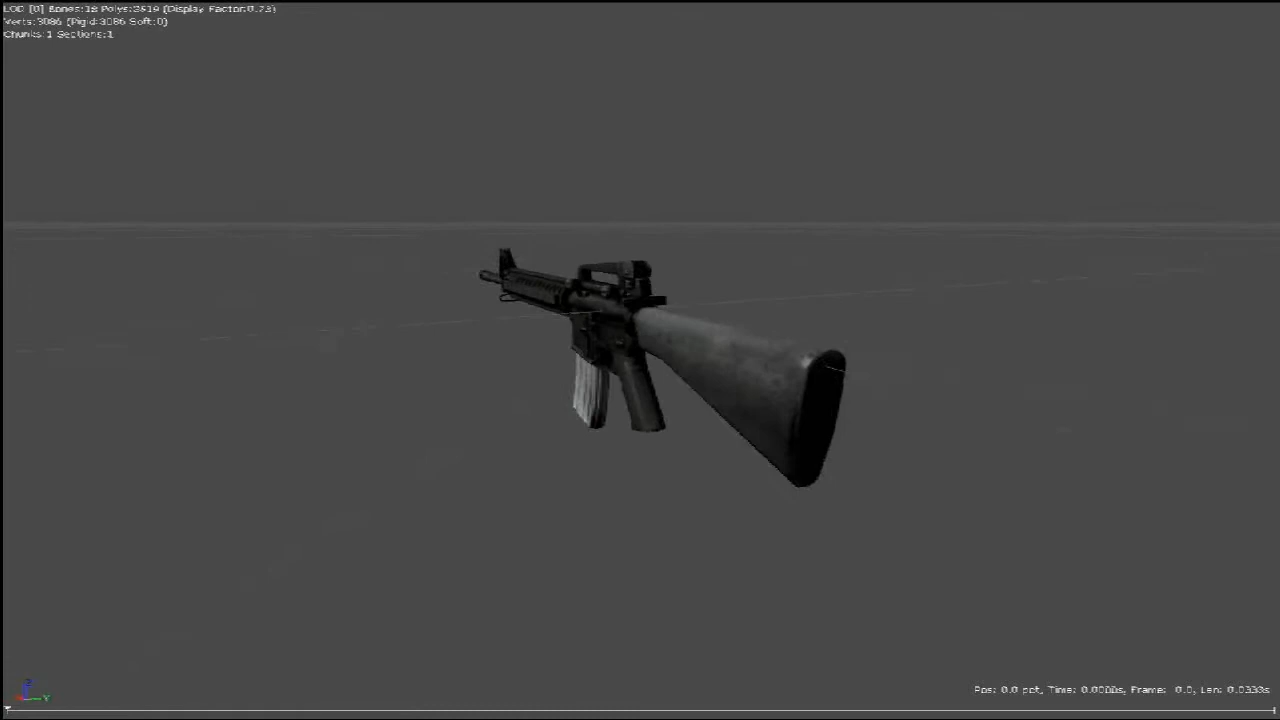 LOD [0] Bones:18 Polys:2619 (Display Factor:0.73)
Verts:3086 (Rigid:3086 Soft:0)
Chunks:1 Sections:1
Z
Y
Pos: 0.0 pct, Time: 0.0000s, Frame: 0.0, Len: 0.0333s